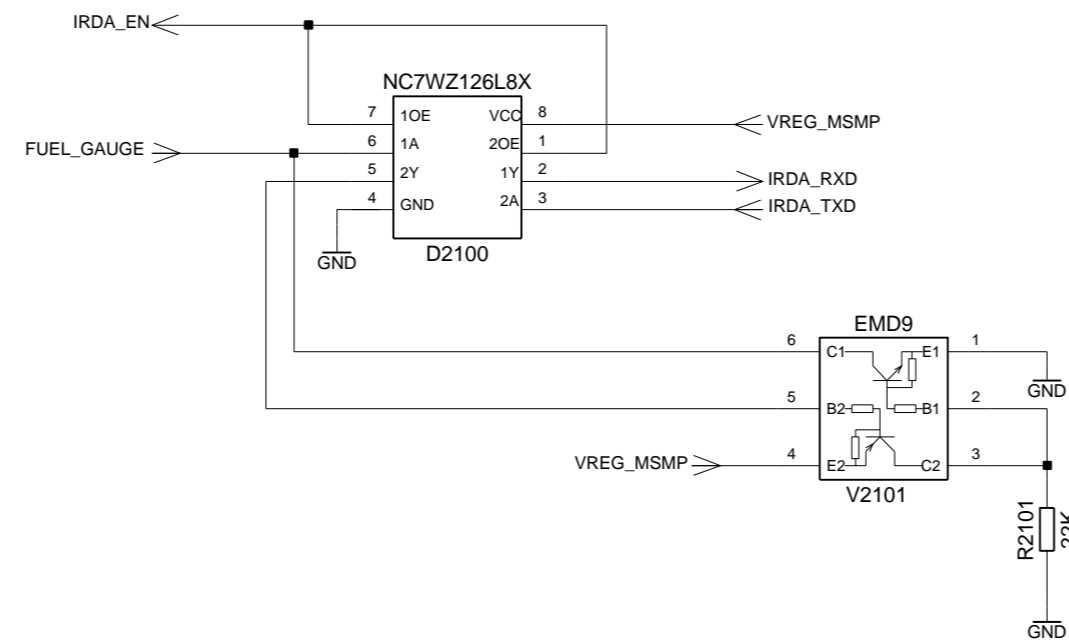 IRDA_EN
NC7WZ126L8X
7 1OE VCC 8 VREG_MSMP
FUEL_GAUGE 6 1A 2OE 1
5 2Y 1Y 2 IRDA_RXD
4 GND 2A 3 IRDA_TXD
GND D2100
EMD9
6 C1 E1 1
GND
5 B2 B1 2
VREG_MSMP 4 E2 C2 3
V2101
R2101
GND